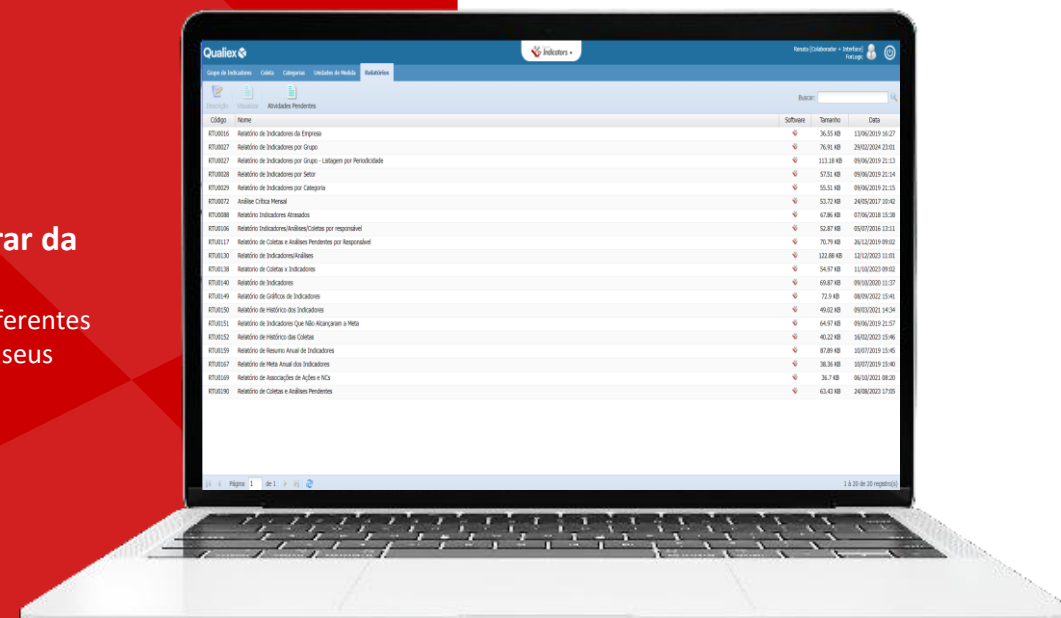 rar da
ferentes
seus
Qualiex
Indicators
Renata [Colaborador + Interface]
ForLogic
Grupo de Indicadores Coleta Categorias Unidades de Medida Relatórios
Descrição Visualizar Atividades Pendentes
Buscar:
Código Nome Software Tamanho Data
RTU0016 Relatório de Indicadores da Empresa 36.55 KB 13/06/2019 16:27
RTU0027 Relatório de Indicadores por Grupo 76.91 KB 29/02/2024 23:01
RTU0027 Relatório de Indicadores por Grupo - Listagem por Periodicidade 113.18 KB 09/06/2019 21:13
RTU0028 Relatório de Indicadores por Setor 57.51 KB 09/06/2019 21:14
RTU0029 Relatório de Indicadores por Categoria 55.51 KB 09/06/2019 21:15
RTU0072 Análise Crítica Mensal 53.72 KB 24/05/2017 10:42
RTU0088 Relatório Indicadores Atrasados 67.86 KB 07/06/2018 15:38
RTU0106 Relatório Indicadores/Análises/Coletas por responsável 52.87 KB 05/07/2016 13:11
RTU0117 Relatório de Coletas e Análises Pendentes por Responsável 70.79 KB 26/12/2019 09:02
RTU0130 Relatório de Indicadores/Análises 122.88 KB 12/12/2023 11:01
RTU0138 Relatorio de Coletas x Indicadores 54.97 KB 11/10/2023 09:02
RTU0140 Relatório de Indicadores 69.87 KB 09/10/2020 11:37
RTU0149 Relatório de Gráficos de Indicadores 72.9 KB 08/09/2022 15:41
RTU0150 Relatório de Histórico dos Indicadores 49.02 KB 09/03/2021 14:34
RTU0151 Relatório de Indicadores Que Não Alcançaram a Meta 64.97 KB 09/06/2019 21:57
RTU0152 Relatório de Histórico das Coletas 40.22 KB 16/02/2023 15:46
RTU0159 Relatório de Resumo Anual de Indicadores 87.89 KB 10/07/2019 15:45
RTU0167 Relatório de Meta Anual dos Indicadores 38.36 KB 10/07/2019 15:40
RTU0169 Relatório de Associações de Ações e NCs 36.7 KB 06/10/2021 08:20
RTU0190 Relatório de Coletas e Análises Pendentes 63.43 KB 24/08/2023 17:05
Página 1 de 1 1 à 20 de 20 registro(s)